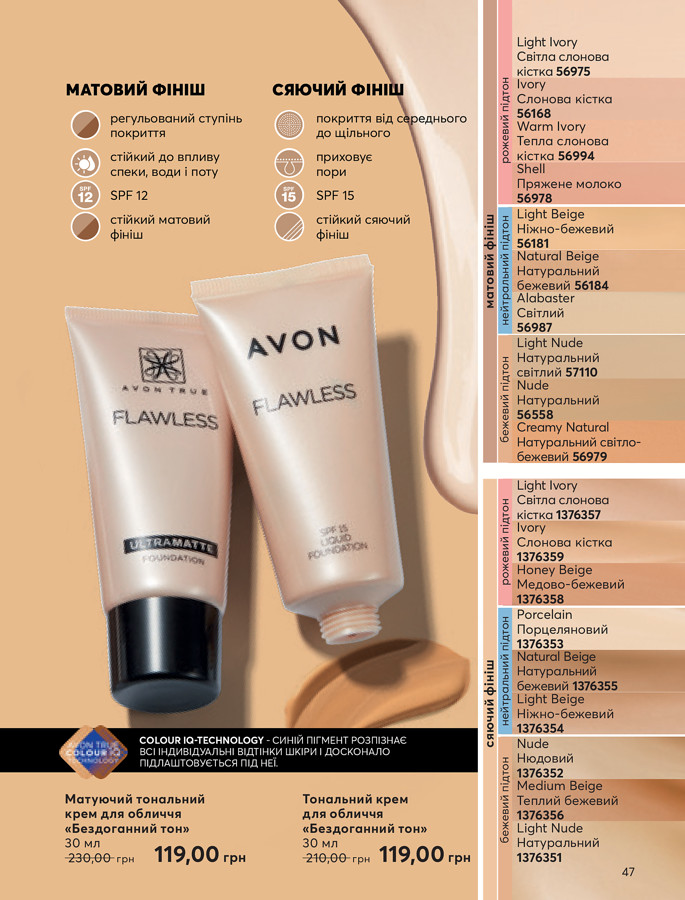 МАТОВИЙ ФІНІШ
регульований ступінь
покриття
стійкий до впливу
спеки, води і поту
SPF
12
SPF 12
стійкий матовий
фініш
СЯЮЧИЙ ФІНІШ
покриття від середнього
до щільного
приховує
пори
SPF
15
SPF 15
стійкий сяючий
фініш
AVON TRUE
FLAWLESS
ULTRAMATTE
FOUNDATION
AVON
FLAWLESS
SPF 15
LIQUID
FOUNDATION
AVON TRUE
COLOUR IQ
TECHNOLOGY
COLOUR IQ-TECHNOLOGY - СИНІЙ ПІГМЕНТ РОЗПІЗНАЄ
ВСІ ІНДИВІДУАЛЬНІ ВІДТІНКИ ШКІРИ І ДОСКОНАЛО
ПІДЛАШТОВУЄТЬСЯ ПІД НЕЇ.
Матуючий тональний
крем для обличчя
«Бездоганний тон»
30 мл
230,00 грн 119,00 грн
Тональний крем
для обличчя
«Бездоганний тон»
30 мл
210,00 грн 119,00 грн
матовий фініш
рожевий підтон
Light Ivory
Світла слонова
кістка 56975
Ivory
Слонова кістка
56168
Warm Ivory
Тепла слонова
кістка 56994
Shell
Пряжене молоко
56978
нейтральний підтон
Light Beige
Ніжно-бежевий
56181
Natural Beige
Натуральний
бежевий 56184
Alabaster
Світлий
56987
бежевий підтон
Light Nude
Натуральний
світлий 57110
Nude
Натуральний
56558
Creamy Natural
Натуральний світло-
бежевий 56979
сяючий фініш
рожевий підтон
Light Ivory
Світла слонова
кістка 1376357
Ivory
Слонова кістка
1376359
Honey Beige
Медово-бежевий
1376358
нейтральний підтон
Porcelain
Порцеляновий
1376353
Natural Beige
Натуральний
бежевий 1376355
Light Beige
Ніжно-бежевий
1376354
бежевий підтон
Nude
Нюдовий
1376352
Medium Beige
Теплий бежевий
1376356
Light Nude
Натуральний
1376351
47